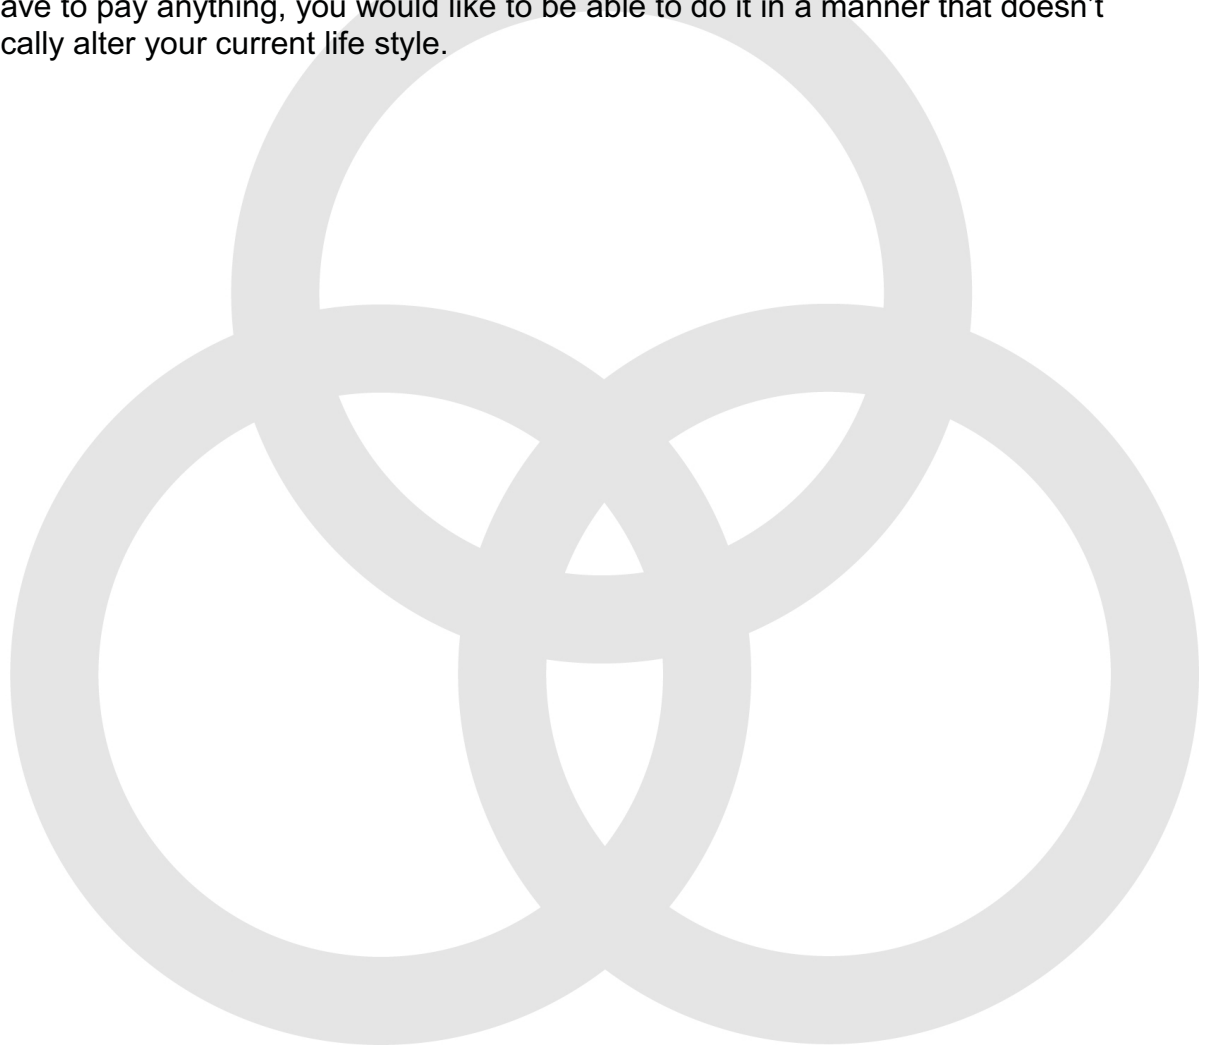 ave to pay anything, you would like to be able to do it in a manner that doesn't
cally alter your current life style.